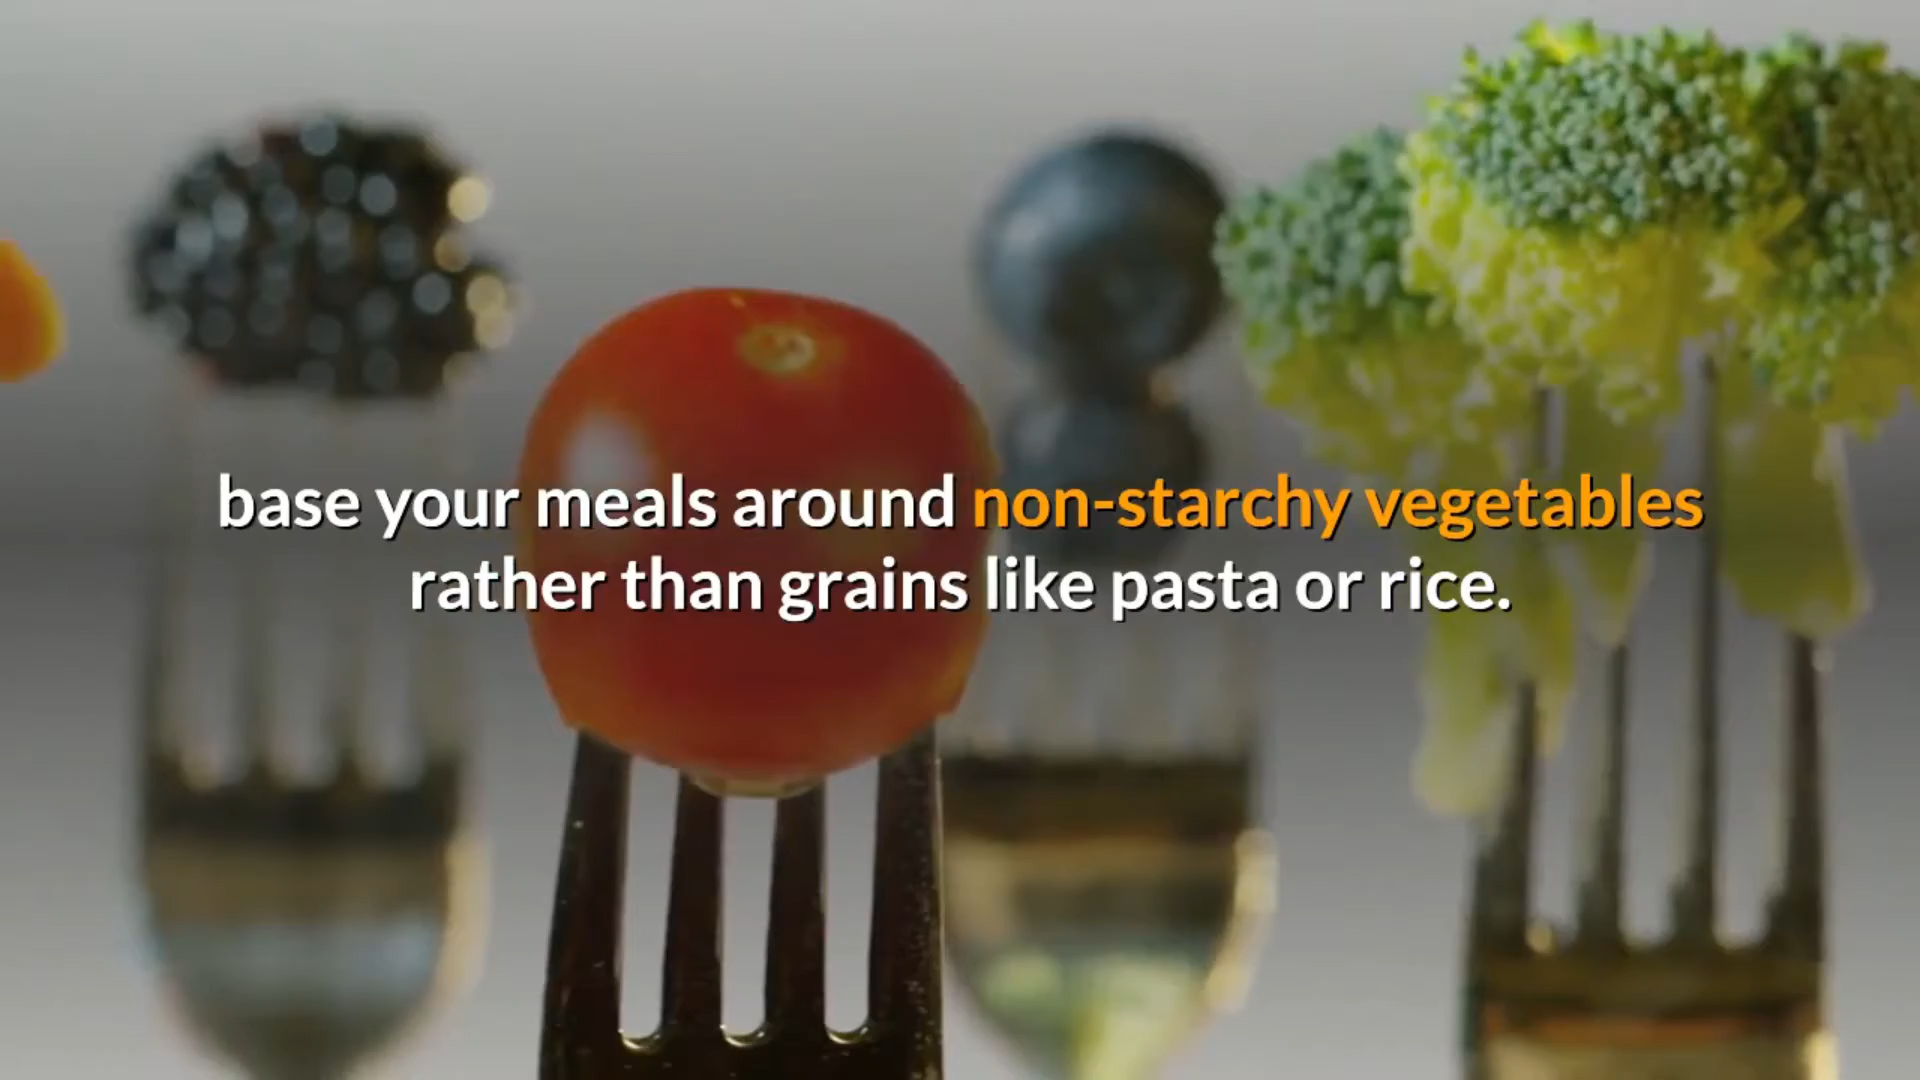 base your meals around non-starchy vegetables
rather than grains like pasta or rice.